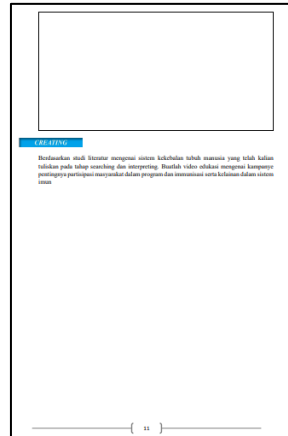 CREATING
Berdasarkan studi literatur mengenai sistem kekebalan tubuh manusia yang telah kalian
tuliskan pada tahap searching dan interpreting. Buatlah video edukasi mengenai kampanye
pentingnya partisipasi masyarakat dalam program dan immunisasi serta kelainan dalam sistem
imun
11